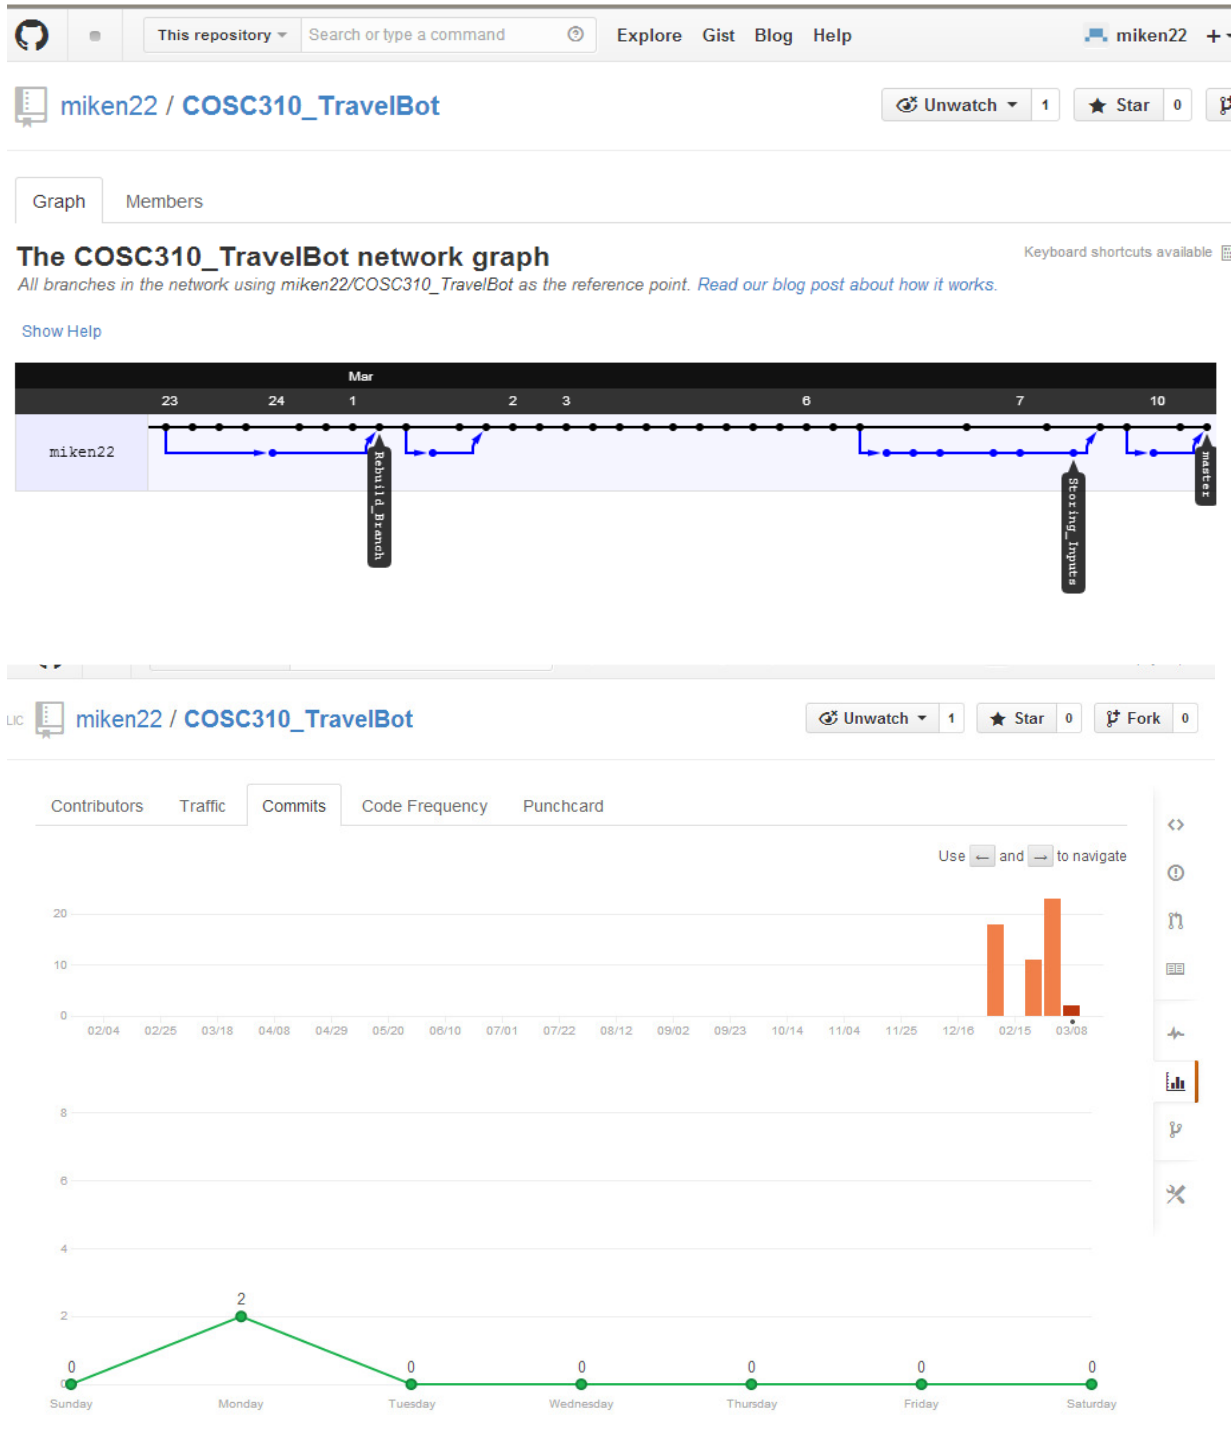 This repository Search or type a command Explore Gist Blog Help miken22
miken22 / COSC310_TravelBot Unwatch 1 Star 0
Graph Members
The COSC310_TravelBot network graph Keyboard shortcuts available
All branches in the network using miken22/COSC310_TravelBot as the reference point. Read our blog post about how it works.
Show Help
Mar
23 24 1 2 3 6 7 10
miken22
Rebuild_Branch
Storing_Inputs
master
LIC miken22 / COSC310_TravelBot Unwatch 1 Star 0 Fork 0
Contributors Traffic Commits Code Frequency Punchcard
Use ← and → to navigate
20
10
0
02/04 02/25 03/18 04/08 04/29 05/20 06/10 07/01 07/22 08/12 09/02 09/23 10/14 11/04 11/25 12/16 02/15 03/08
8
6
4
2
2
0 0 0 0 0 0
0
Sunday Monday Tuesday Wednesday Thursday Friday Saturday